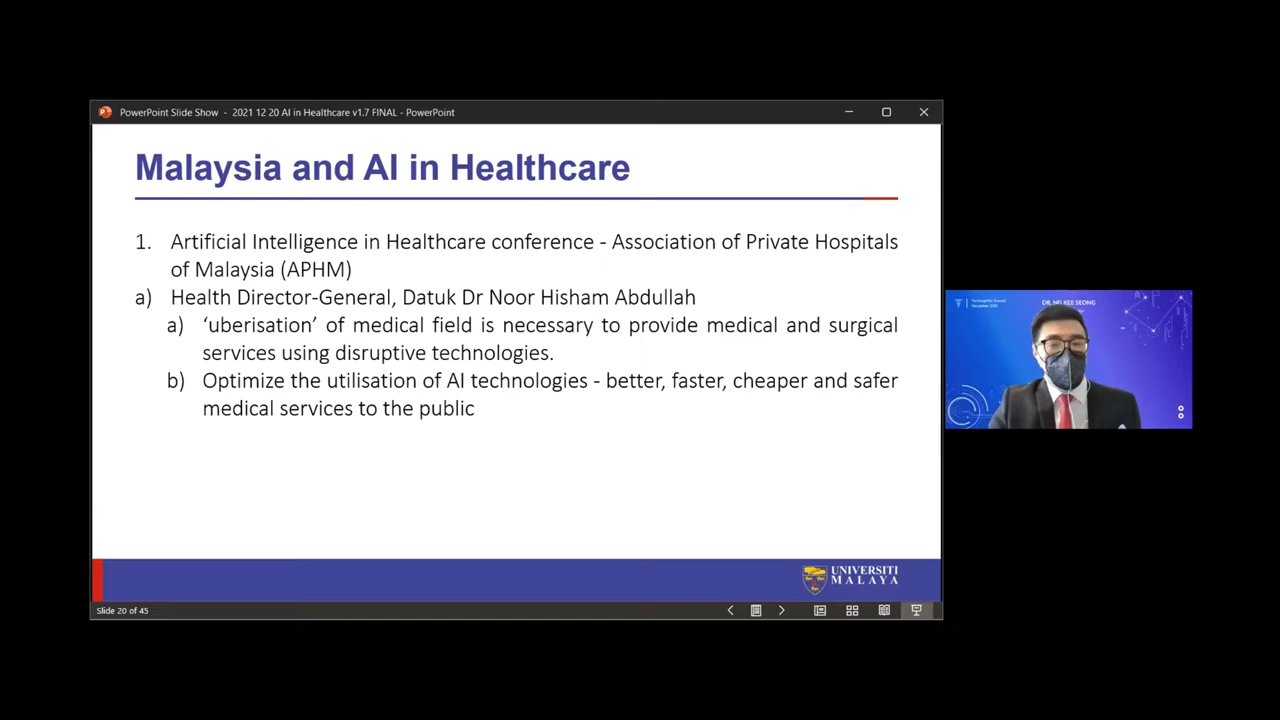 PowerPoint Slide Show - 2021 12 20 AI in Healthcare v1.7 FINAL - PowerPoint
Malaysia and AI in Healthcare
1. Artificial Intelligence in Healthcare conference - Association of Private Hospitals
of Malaysia (APHM)
a) Health Director-General, Datuk Dr Noor Hisham Abdullah
a) ‘uberisation’ of medical field is necessary to provide medical and surgical
services using disruptive technologies.
b) Optimize the utilisation of AI technologies - better, faster, cheaper and safer
medical services to the public
UNIVERSITI
MALAYA
Slide 20 of 45
DR. NG KEE SEONG